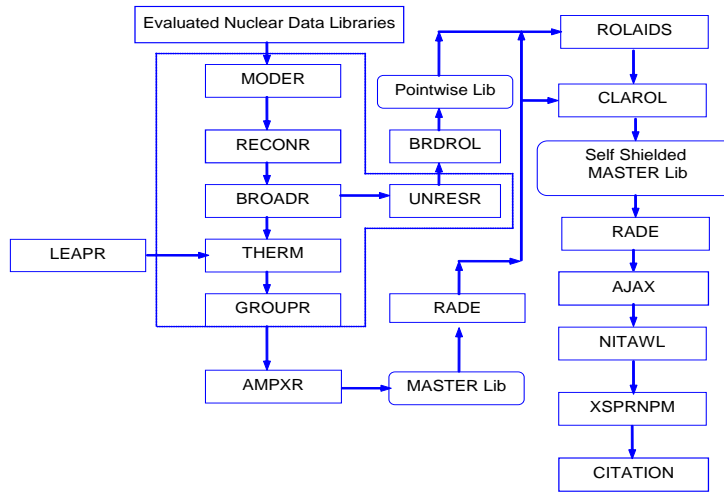 Evaluated Nuclear Data Libraries
MODER
RECONR
BROADR
THERM
GROUPR
AMPXR
LEAPR
UNRESR
BRDROL
Pointwise Lib
MASTER Lib
RADE
ROLAIDS
CLAROL
Self Shielded
MASTER Lib
RADE
AJAX
NITAWL
XSPRNPM
CITATION